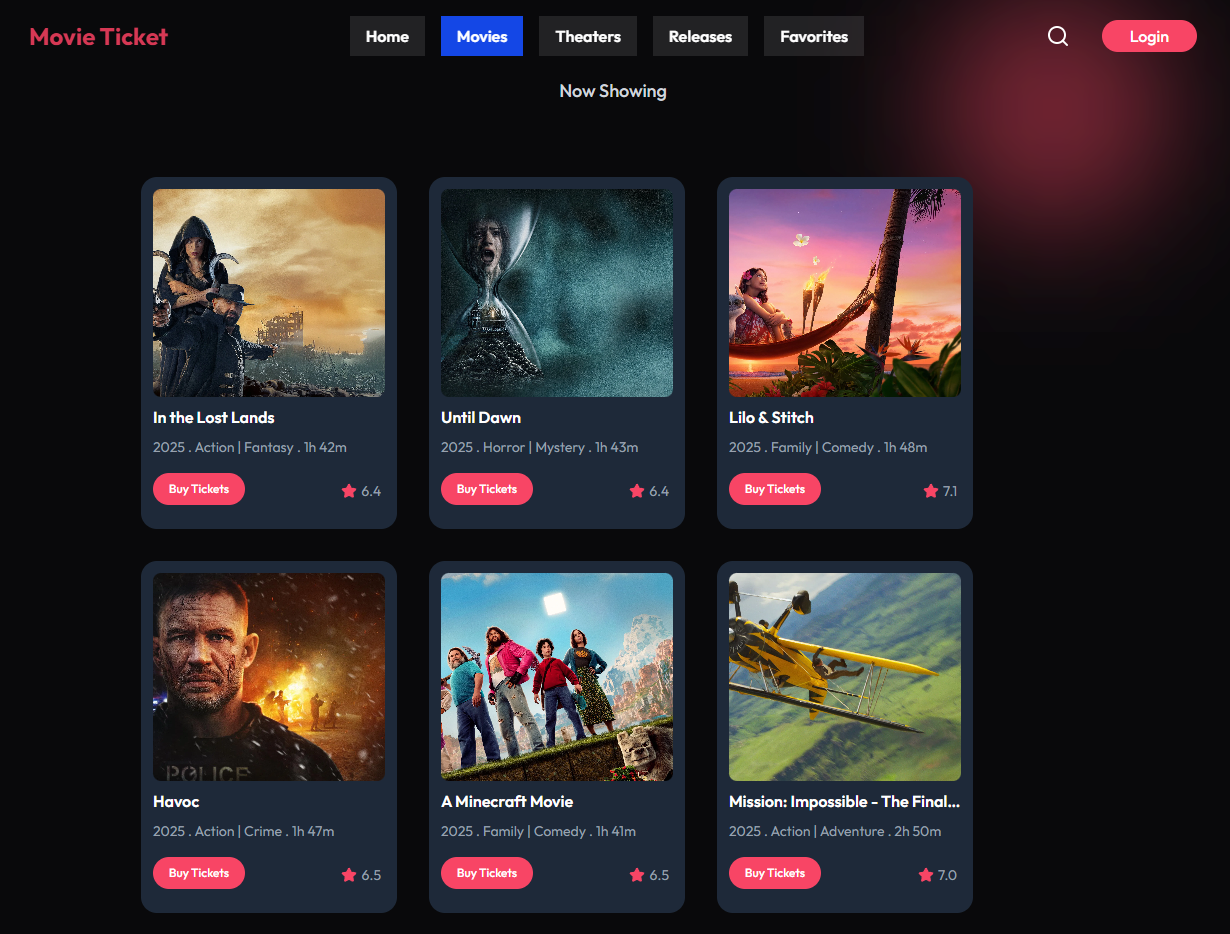 Movie Ticket
Home
Movies
Theaters
Releases
Favorites
Login
Now Showing
In the Lost Lands
2025 . Action | Fantasy . 1h 42m
Buy Tickets
6.4
Until Dawn
2025 . Horror | Mystery . 1h 43m
Buy Tickets
6.4
Lilo & Stitch
2025 . Family | Comedy . 1h 48m
Buy Tickets
7.1
POLICE
Havoc
2025 . Action | Crime . 1h 47m
Buy Tickets
6.5
A Minecraft Movie
2025 . Family | Comedy . 1h 41m
Buy Tickets
6.5
Mission: Impossible - The Final...
2025 . Action | Adventure . 2h 50m
Buy Tickets
7.0